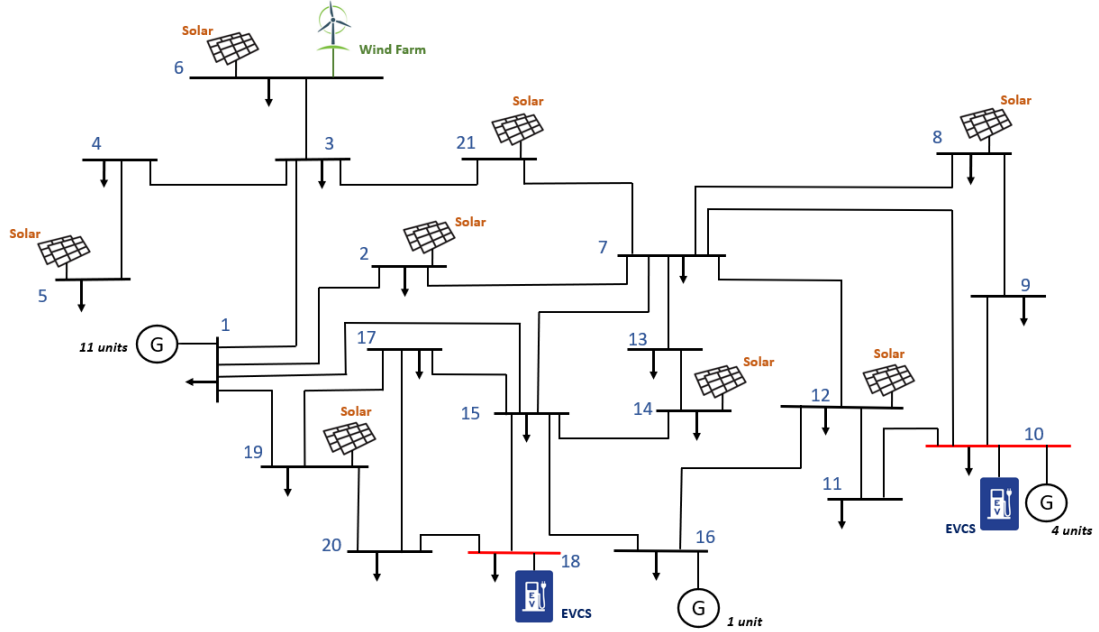 Solar
6
Wind Farm
Solar
8
Solar
4
3
21
Solar
5
2
Solar
7
9
1
G
11 units
17
13
Solar
14
12
Solar
15
Solar
19
10
11
EV
EVCS
G
4 units
20
18
EV
EVCS
16
G
1 unit